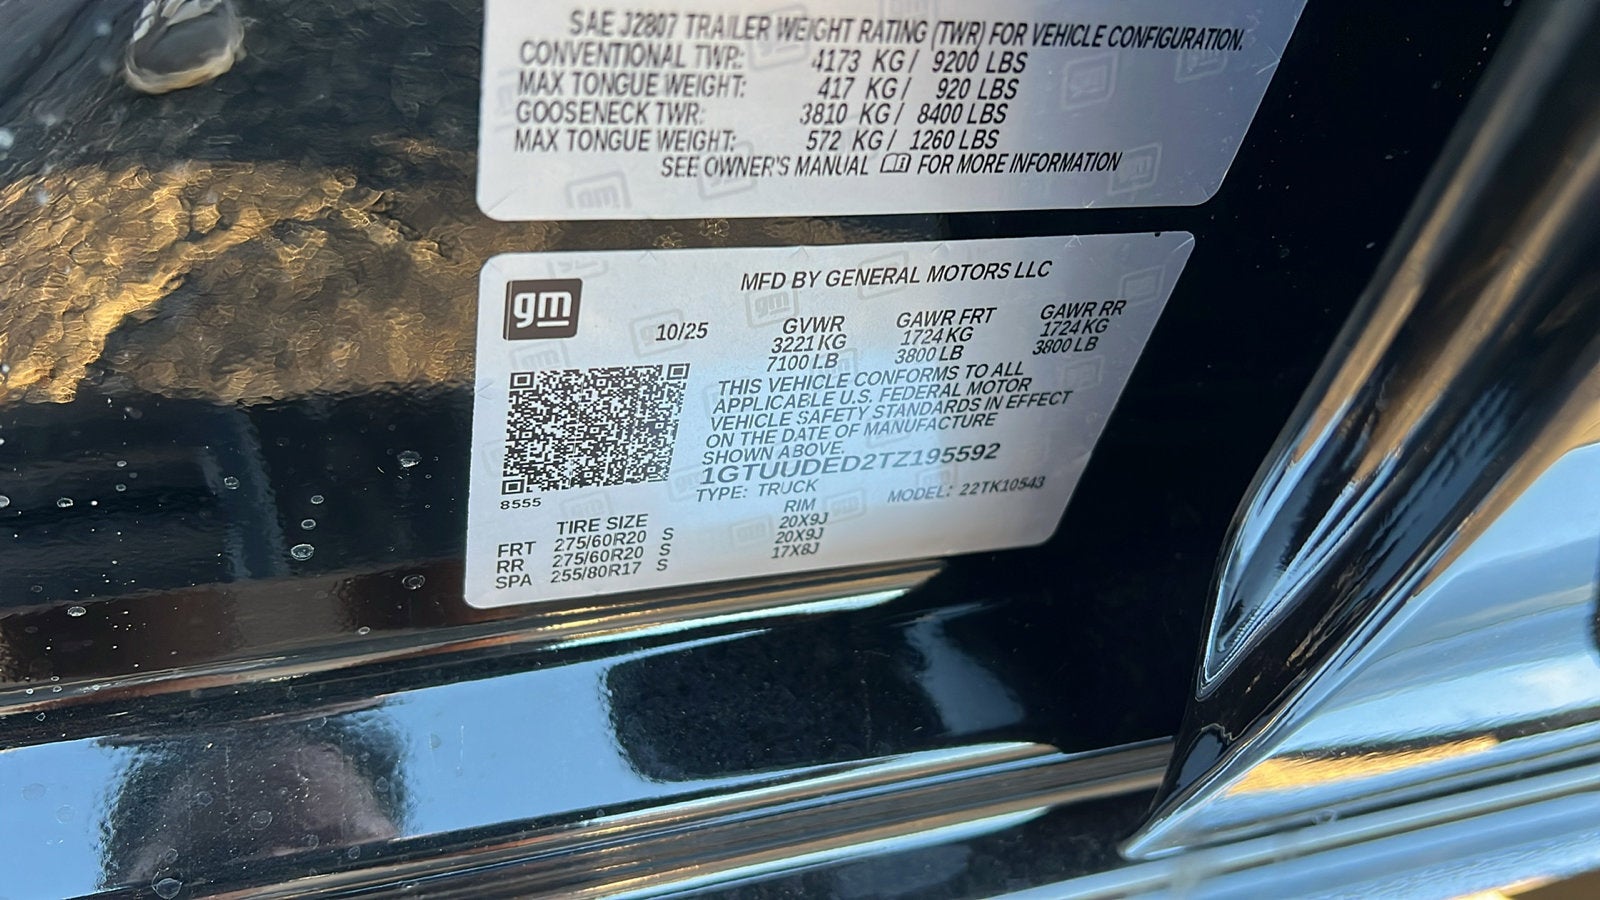 SAE J2807 TRAILER WEIGHT RATING (TWR) FOR VEHICLE CONFIGURATION.
CONVENTIONAL TWR: 4173 KG / 9200 LBS
MAX TONGUE WEIGHT: 417 KG / 920 LBS
GOOSENECK TWR: 3810 KG / 8400 LBS
MAX TONGUE WEIGHT: 572 KG / 1260 LBS
SEE OWNER'S MANUAL FOR MORE INFORMATION
gm
MFD BY GENERAL MOTORS LLC
10/25 GVWR GAWR FRT GAWR RR
3221 KG 1724 KG 1724 KG
7100 LB 3800 LB 3800 LB
THIS VEHICLE CONFORMS TO ALL
APPLICABLE U.S. FEDERAL MOTOR
VEHICLE SAFETY STANDARDS IN EFFECT
ON THE DATE OF MANUFACTURE
SHOWN ABOVE.
1GTUUDED2TZ195592
TYPE: TRUCK MODEL: 22TK10543
8555
TIRE SIZE RIM
FRT 275/60R20 S 20X9J
RR 275/60R20 S 20X9J
SPA 255/80R17 S 17X8J